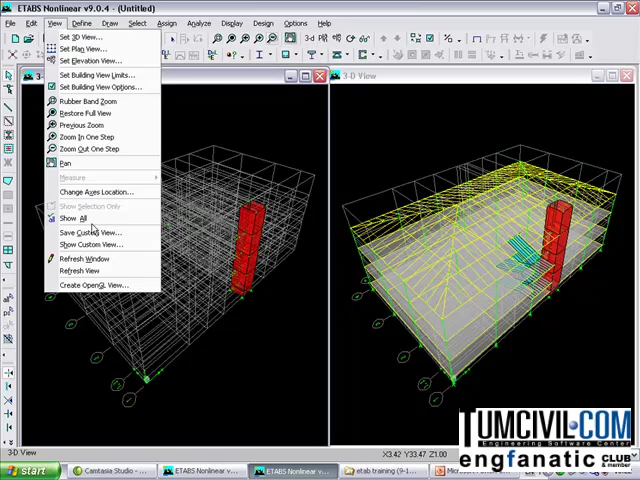 ETABS Nonlinear v9.0.4 - (Untitled)
File Edit View Define Draw Select Assign Analyze Display Design Options Help
Set 3D View...
Set Plan View...
Set Elevation View...
Set Building View Limits...
Set Building View Options...
Rubber Band Zoom
Restore Full View
Previous Zoom
Zoom In One Step
Zoom Out One Step
Pan
Measure
Change Axes Location...
Show Selection Only
Show All
Save Custom View...
Show Custom View...
Refresh Window
Refresh View
Create OpenGL View...
3-D View
3-D View
X3.42 Y33.47 Z1.00
TUMCIVIL.COM
Engineering Software Center
engfanatic CLUB
& member
start
Camtasia Studio - ...
ETABS Nonlinear v...
ETABS Nonlinear v...
etab training (9-1...
Microsoft PowerP...